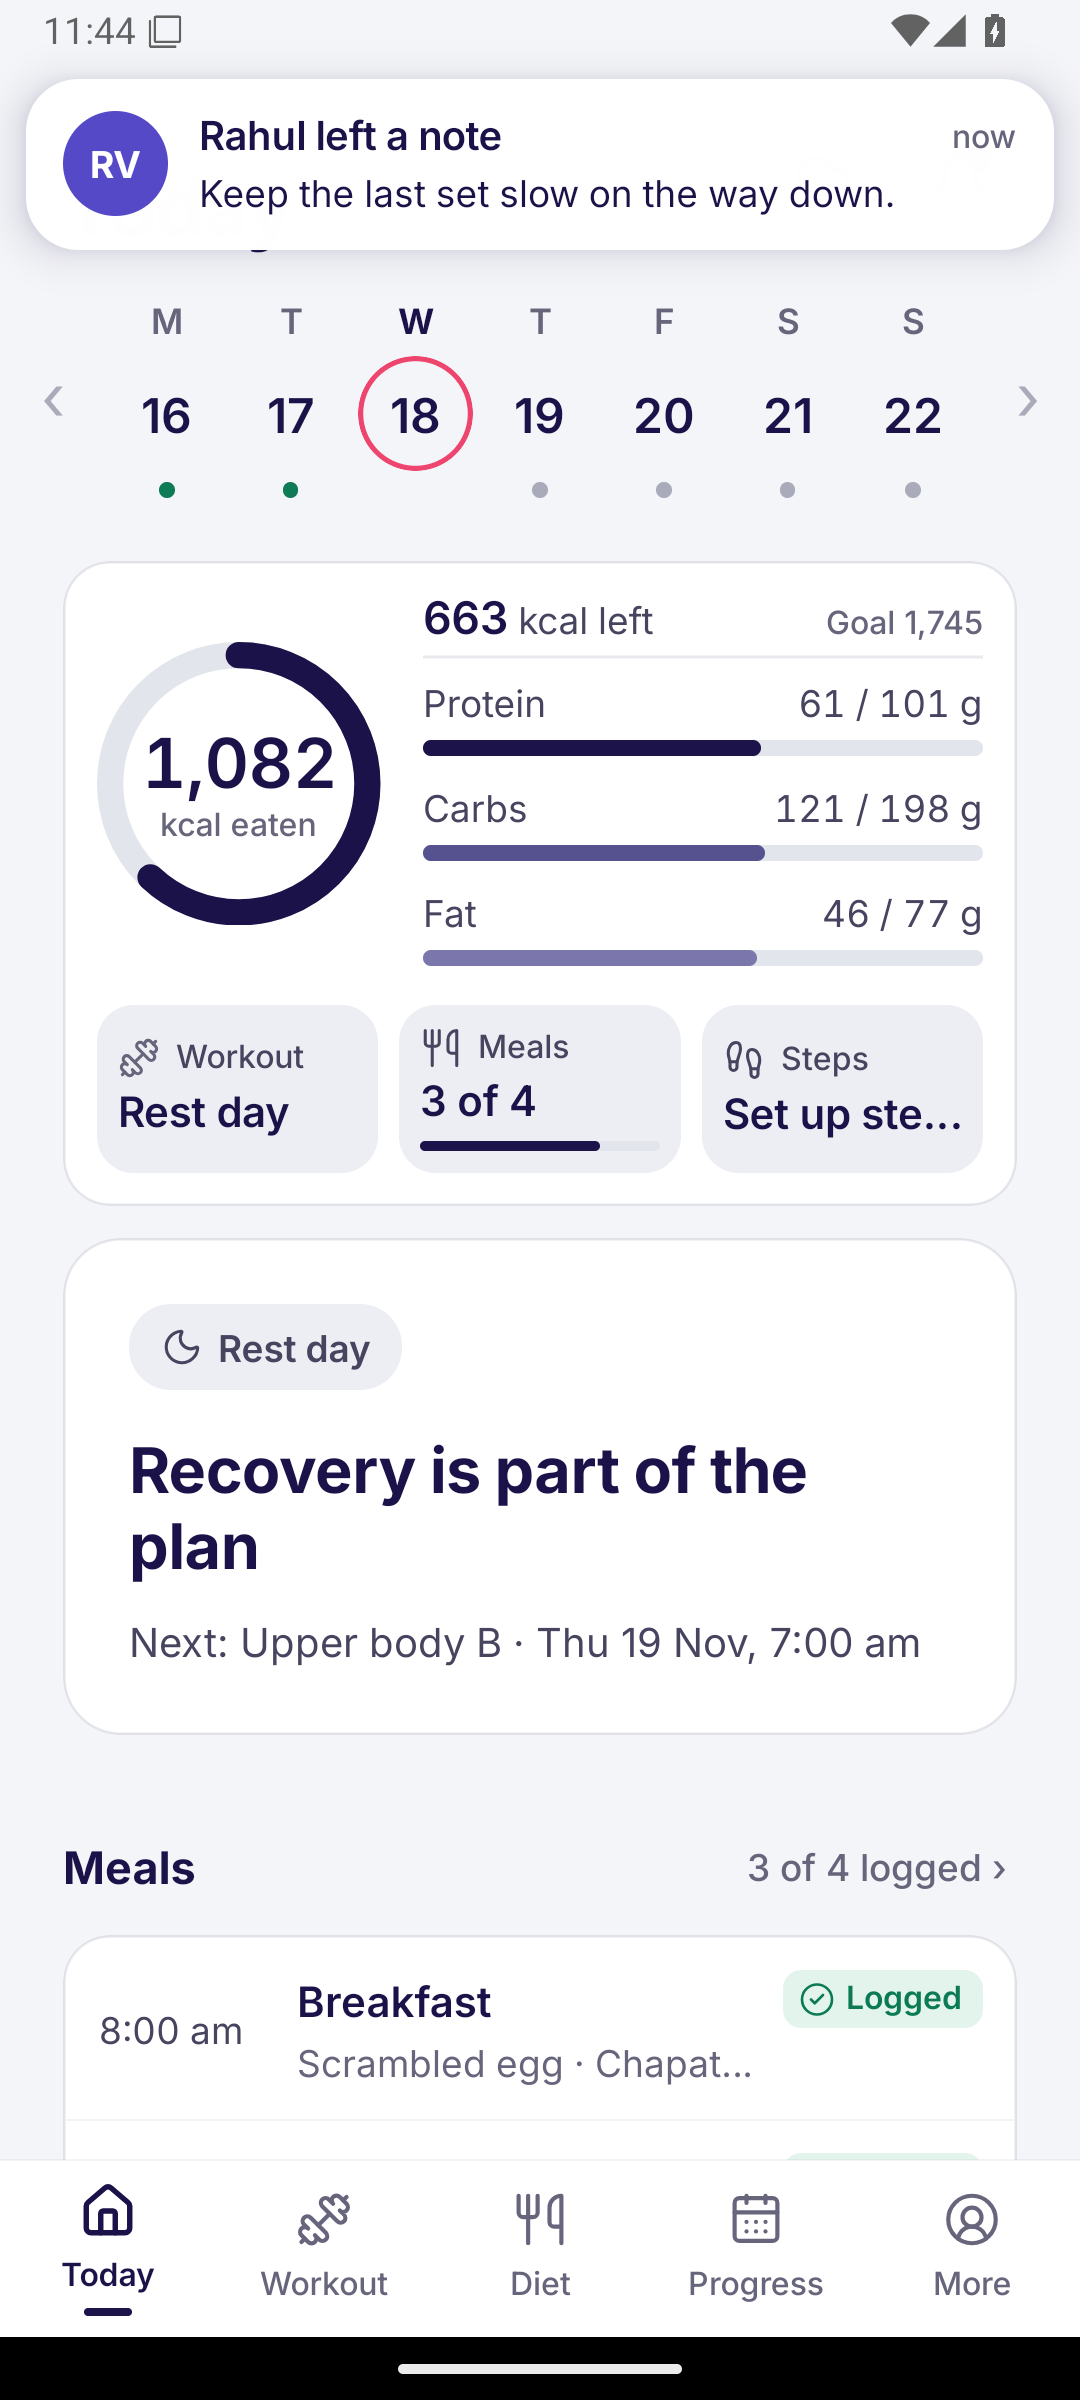 11:44
RV
Rahul left a note
now
Keep the last set slow on the way down.
M T W T F S S
‹ 16 17 18 19 20 21 22 ›
663 kcal left
Goal 1,745
1,082
kcal eaten
Protein
61 / 101 g
Carbs
121 / 198 g
Fat
46 / 77 g
Workout
Rest day
Meals
3 of 4
Steps
Set up ste...
Rest day
Recovery is part of the
plan
Next: Upper body B · Thu 19 Nov, 7:00 am
Meals
3 of 4 logged ›
8:00 am
Breakfast
Logged
Scrambled egg · Chapat...
Today
Workout
Diet
Progress
More